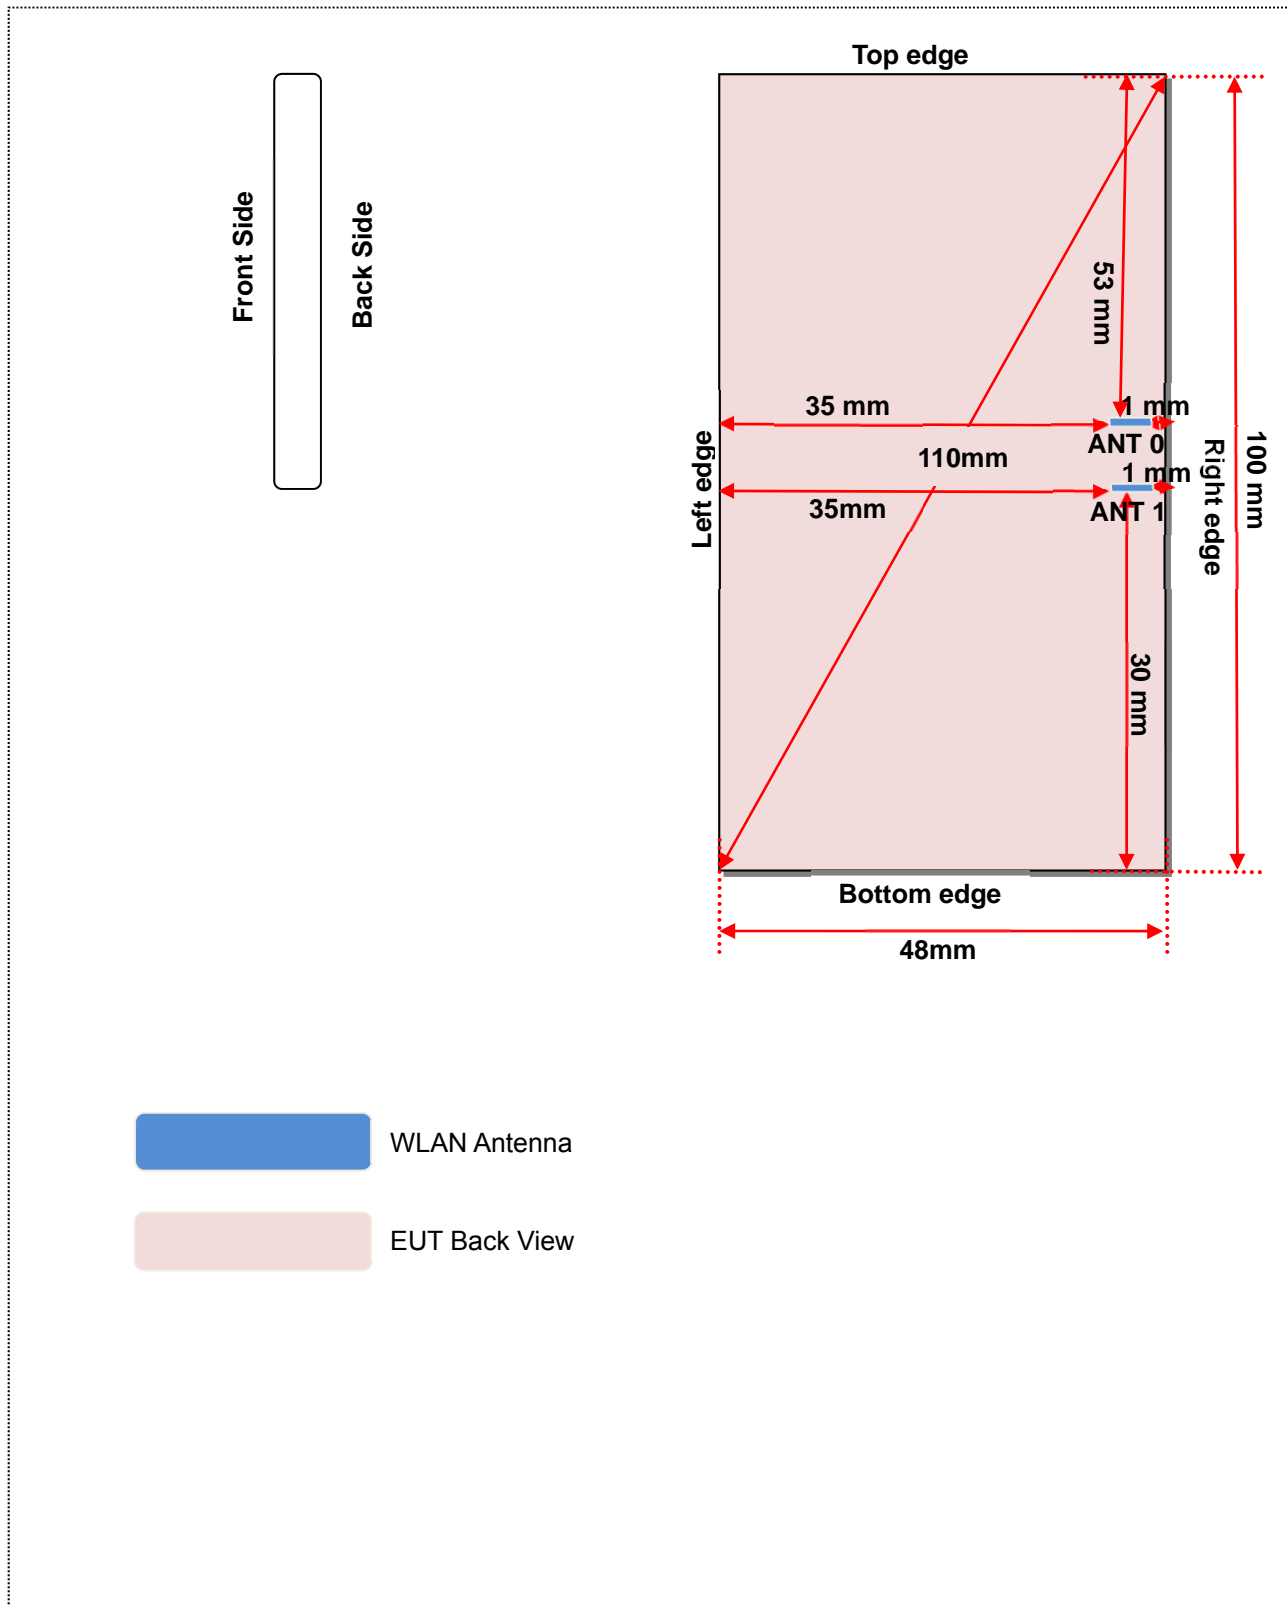 Top edge
Front Side
Back Side
53 mm
35 mm
1 mm
ANT 0
110mm
1 mm
35mm
ANT 1
Left edge
Right edge
100 mm
30 mm
Bottom edge
48mm
WLAN Antenna
EUT Back View